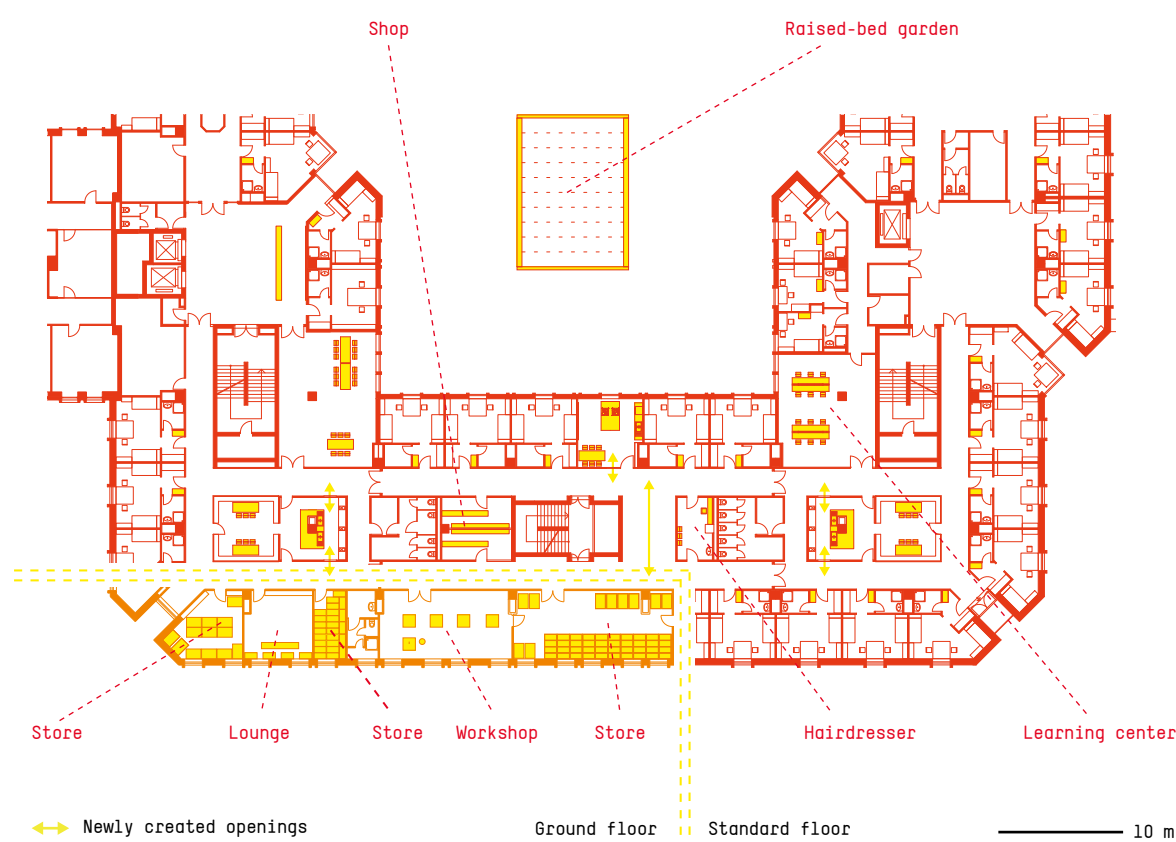 Shop
Raised-bed garden
Store
Lounge
Store
Workshop
Store
Hairdresser
Learning center
Newly created openings
Ground floor
Standard floor
10 m